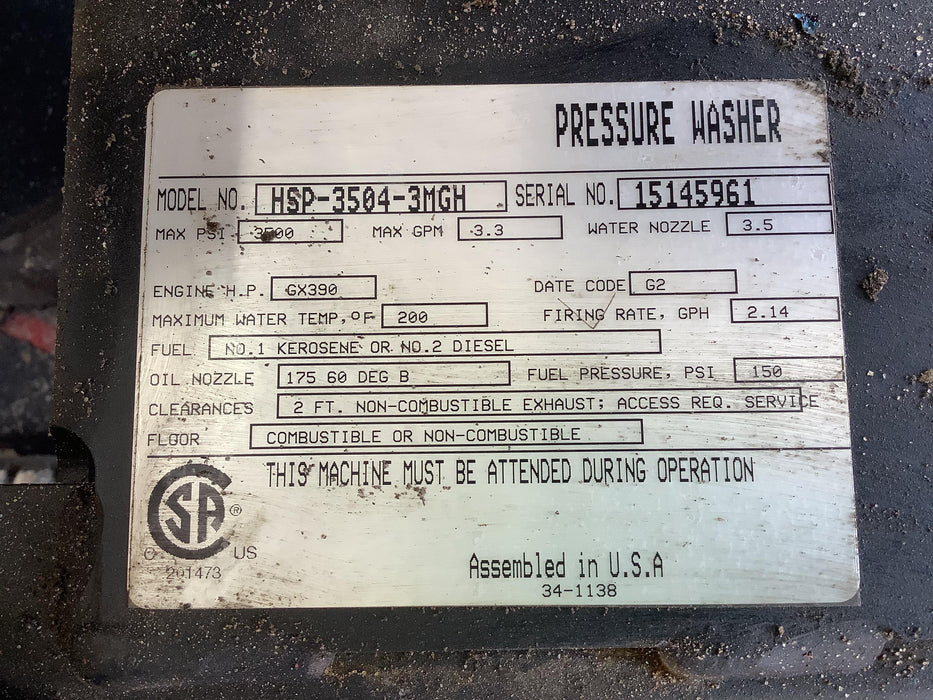 PRESSURE WASHER
MODEL NO. HSP-3504-3MGH SERIAL NO. 15145961
MAX PSI 3500 MAX GPM 3.3 WATER NOZZLE 3.5
ENGINE H.P. GX390 DATE CODE G2
MAXIMUM WATER TEMP,ºF 200 FIRING RATE, GPH 2.14
FUEL NO.1 KEROSENE OR NO.2 DIESEL
OIL NOZZLE 175 60 DEG B FUEL PRESSURE, PSI 150
CLEARANCES 2 FT. NON-COMBUSTIBLE EXHAUST; ACCESS REQ. SERVICE
FLOOR COMBUSTIBLE OR NON-COMBUSTIBLE
THIS MACHINE MUST BE ATTENDED DURING OPERATION
CSA®
C US
201473
Assembled in U.S.A
34-1138